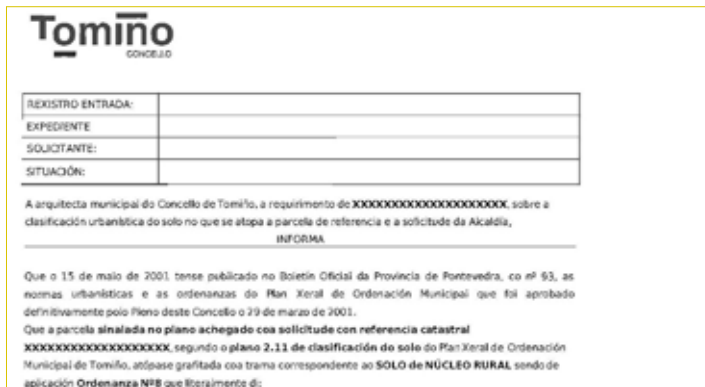 Tomiño
CONCELLO
REXISTRO ENTRADA:
EXPEDIENTE
SOLICITANTE:
SITUACIÓN:
A arquitecta municipal do Concello de Tomiño, a requirimento de XXXXXXXXXXXXXXXXXXXXX, sobre a
clasificación urbanística do solo no que se atopa a parcela de referencia e a solicitude da Alcaldía,
INFORMA
Que o 15 de maio de 2001 tense publicado no Boletín Oficial da Provincia de Pontevedra, co nº 93, as
normas urbanísticas e as ordenanzas do Plan Xeral de Ordenación Municipal que foi aprobado
definitivamente polo Pleno deste Concello o 29 de marzo de 2001.
Que a parcela sinalada no plano achegado coa solicitude con referencia catastral
XXXXXXXXXXXXXXXXXXXX, segundo o plano 2.11 de clasificación do solo do Plan Xeral de Ordenación
Municipal de Tomiño, atópase grafitada coa trama correspondente ao SOLO de NÚCLEO RURAL sendo de
aplicación Ordenanza Nº8 que literalmente di: